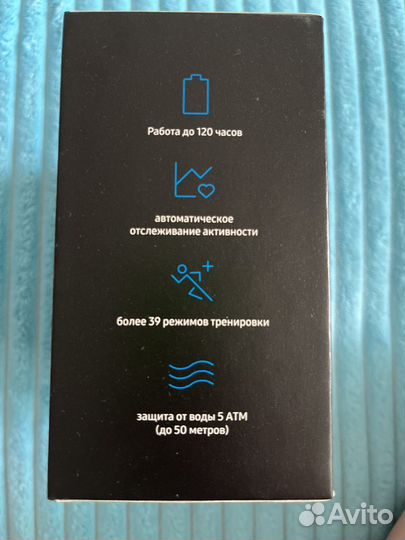 Работа до 120 часов
автоматическое
отслеживание активности
более 39 режимов тренировки
защита от воды 5 АТМ
(до 50 метров)
Avito